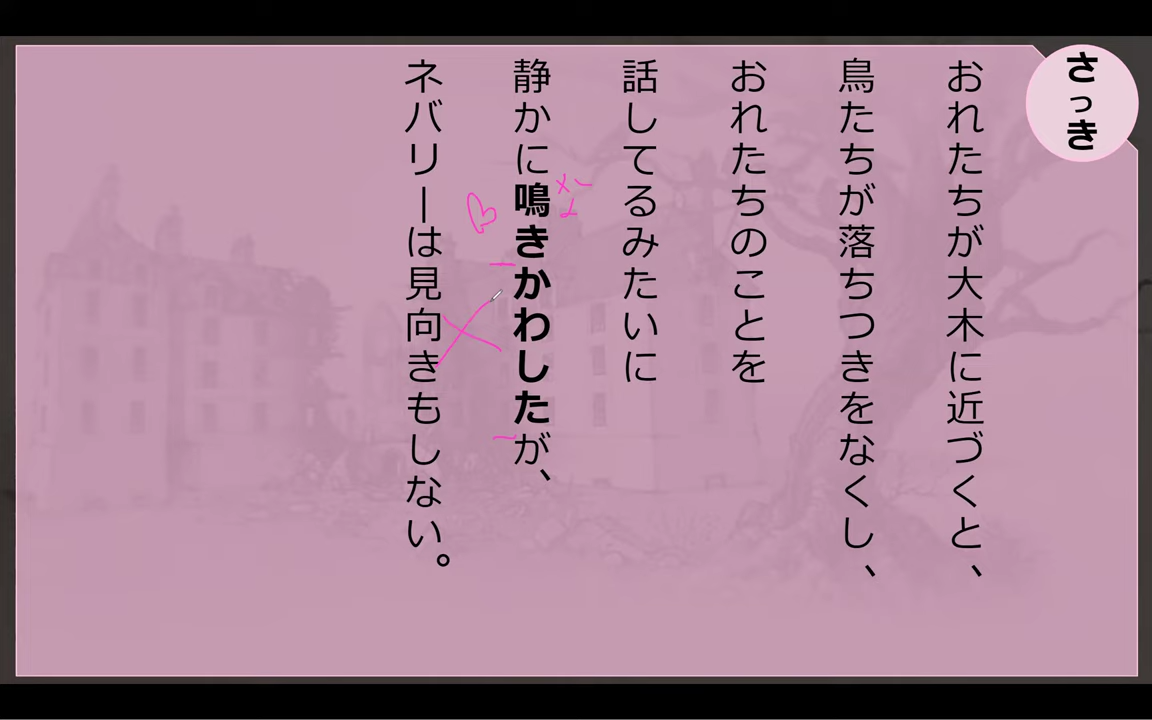 さっき
おれたちが大木に近づくと、
鳥たちが落ちつきをなくし、
おれたちのことを
話してるみたいに
静かに鳴きかわしたが、
ネバリーは見向きもしない。